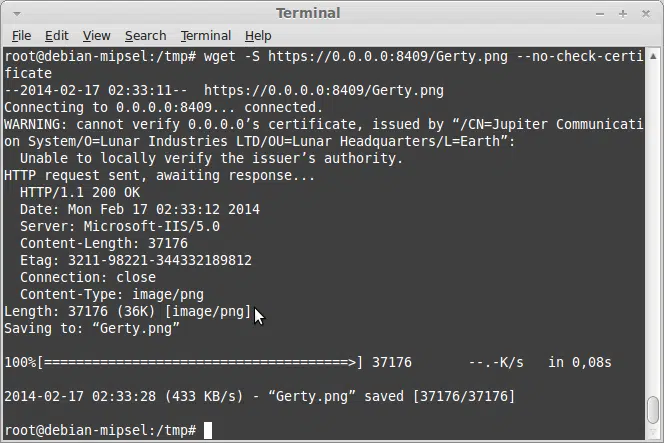 Terminal
File Edit View Search Terminal Help
root@debian-mipsel:/tmp# wget -S https://0.0.0.0:8409/Gerty.png --no-check-certi
ficate
--2014-02-17 02:33:11--  https://0.0.0.0:8409/Gerty.png
Connecting to 0.0.0.0:8409... connected.
WARNING: cannot verify 0.0.0.0’s certificate, issued by “/CN=Jupiter Communicati
on System/O=Lunar Industries LTD/OU=Lunar Headquarters/L=Earth”:
  Unable to locally verify the issuer’s authority.
HTTP request sent, awaiting response...
  HTTP/1.1 200 OK
  Date: Mon Feb 17 02:33:12 2014
  Server: Microsoft-IIS/5.0
  Content-Length: 37176
  Etag: 3211-98221-344332189812
  Connection: close
  Content-Type: image/png
Length: 37176 (36K) [image/png]
Saving to: “Gerty.png”
100%[======================================>] 37176       --.-K/s   in 0,08s
2014-02-17 02:33:28 (433 KB/s) - “Gerty.png” saved [37176/37176]
root@debian-mipsel:/tmp#